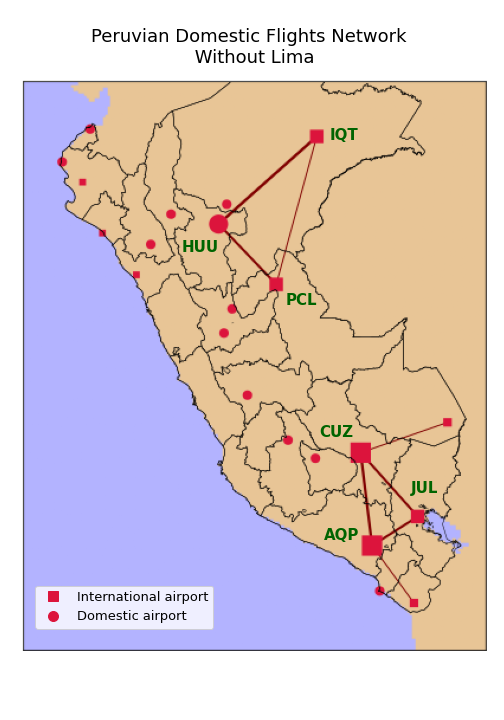 Peruvian Domestic Flights Network
Without Lima
IQT
HUU
PCL
CUZ
JUL
AQP
International airport
Domestic airport